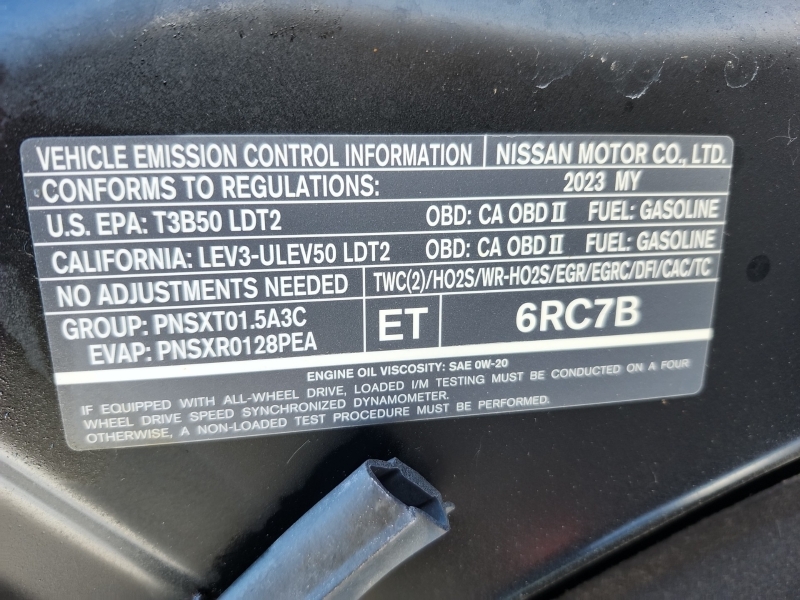 VEHICLE EMISSION CONTROL INFORMATION NISSAN MOTOR CO., LTD.
CONFORMS TO REGULATIONS: 2023 MY
U.S. EPA: T3B50 LDT2 OBD: CA OBD II FUEL: GASOLINE
CALIFORNIA: LEV3-ULEV50 LDT2 OBD: CA OBD II FUEL: GASOLINE
NO ADJUSTMENTS NEEDED TWC(2)/HO2S/WR-HO2S/EGR/EGRC/DFI/CAC/TC
GROUP: PNSXT01.5A3C
EVAP: PNSXR0128PEA
ET 6RC7B
ENGINE OIL VISCOSITY: SAE 0W-20
IF EQUIPPED WITH ALL-WHEEL DRIVE, LOADED I/M TESTING MUST BE CONDUCTED ON A FOUR
WHEEL DRIVE SPEED SYNCHRONIZED DYNAMOMETER.
OTHERWISE, A NON-LOADED TEST PROCEDURE MUST BE PERFORMED.